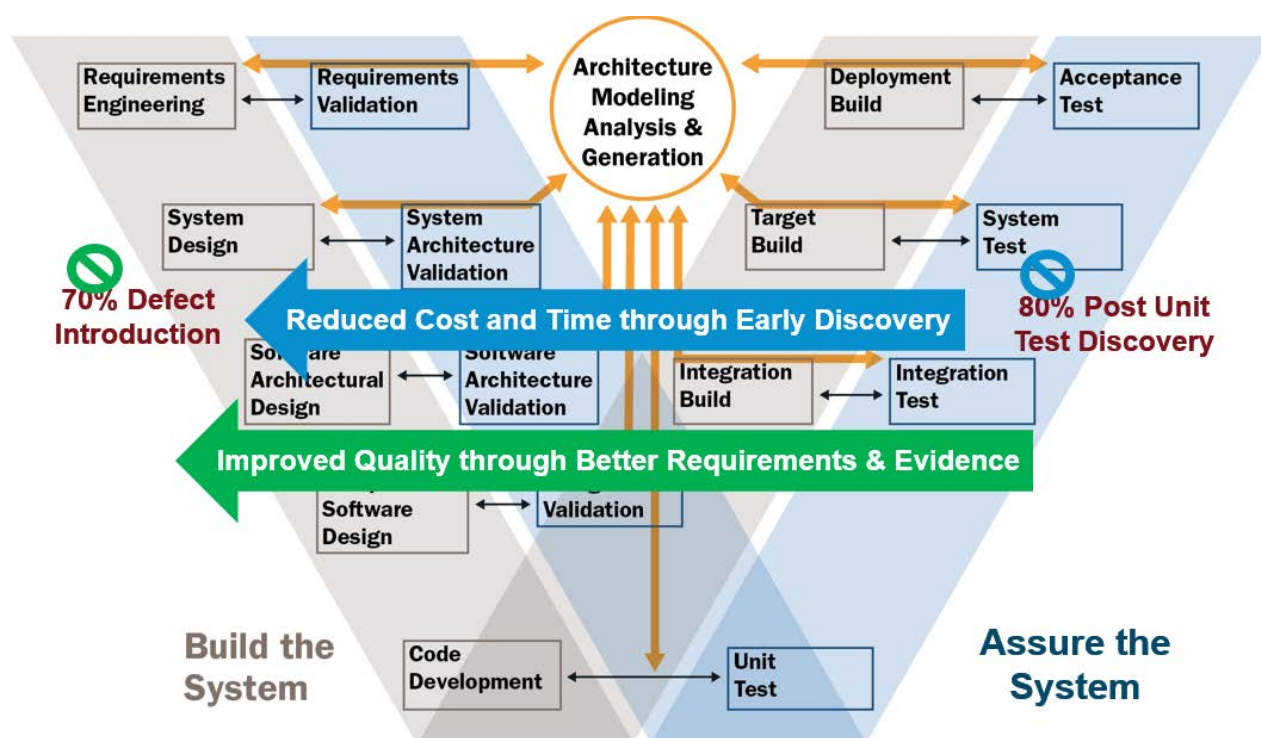 Requirements
Engineering
Requirements
Validation
Architecture
Modeling
Analysis &
Generation
Deployment
Build
Acceptance
Test
System
Design
System
Architecture
Validation
Target
Build
System
Test
70% Defect
Introduction
Reduced Cost and Time through Early Discovery
80% Post Unit
Test Discovery
Software
Architectural
Design
Software
Architecture
Validation
Integration
Build
Integration
Test
Improved Quality through Better Requirements & Evidence
Software
Design
Validation
Build the
System
Code
Development
Unit
Test
Assure the
System